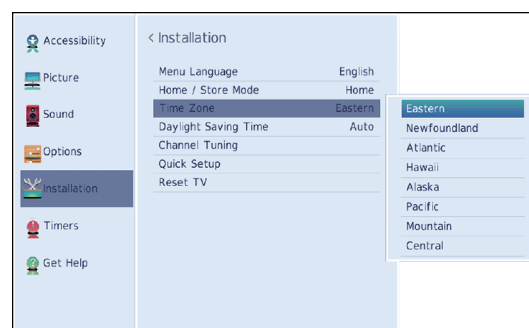 Accessibility
Picture
Sound
Options
Installation
Timers
Get Help
< Installation
Menu Language English
Home / Store Mode Home
Time Zone Eastern
Daylight Saving Time Auto
Channel Tuning
Quick Setup
Reset TV
Eastern
Newfoundland
Atlantic
Hawaii
Alaska
Pacific
Mountain
Central